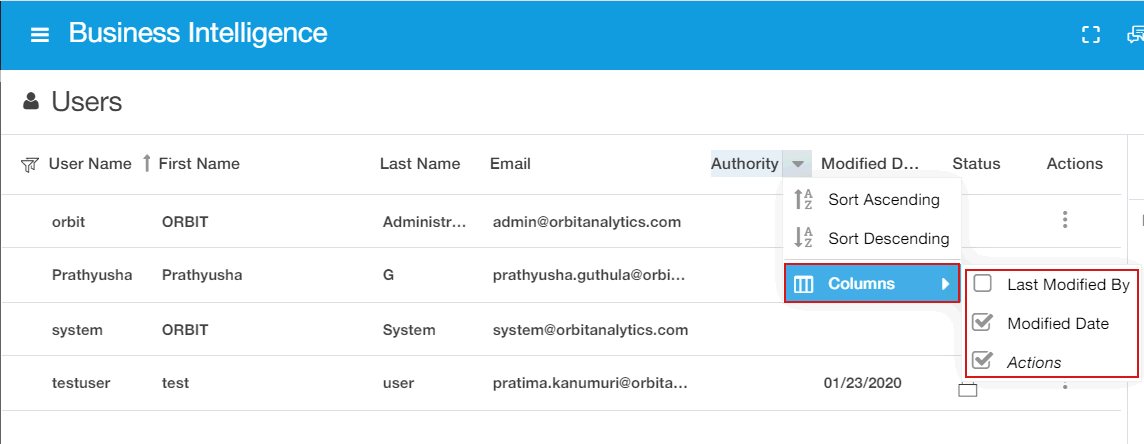 Business Intelligence
Users
User Name First Name Last Name Email Authority Modified D... Status Actions
Sort Ascending
orbit ORBIT Administr... admin@orbitanalytics.com
Sort Descending
Prathyusha Prathyusha G prathyusha.guthula@orbi...
Columns
Last Modified By
Modified Date
system ORBIT System system@orbitanalytics.com
Actions
testuser test user pratima.kanumuri@orbita... 01/23/2020